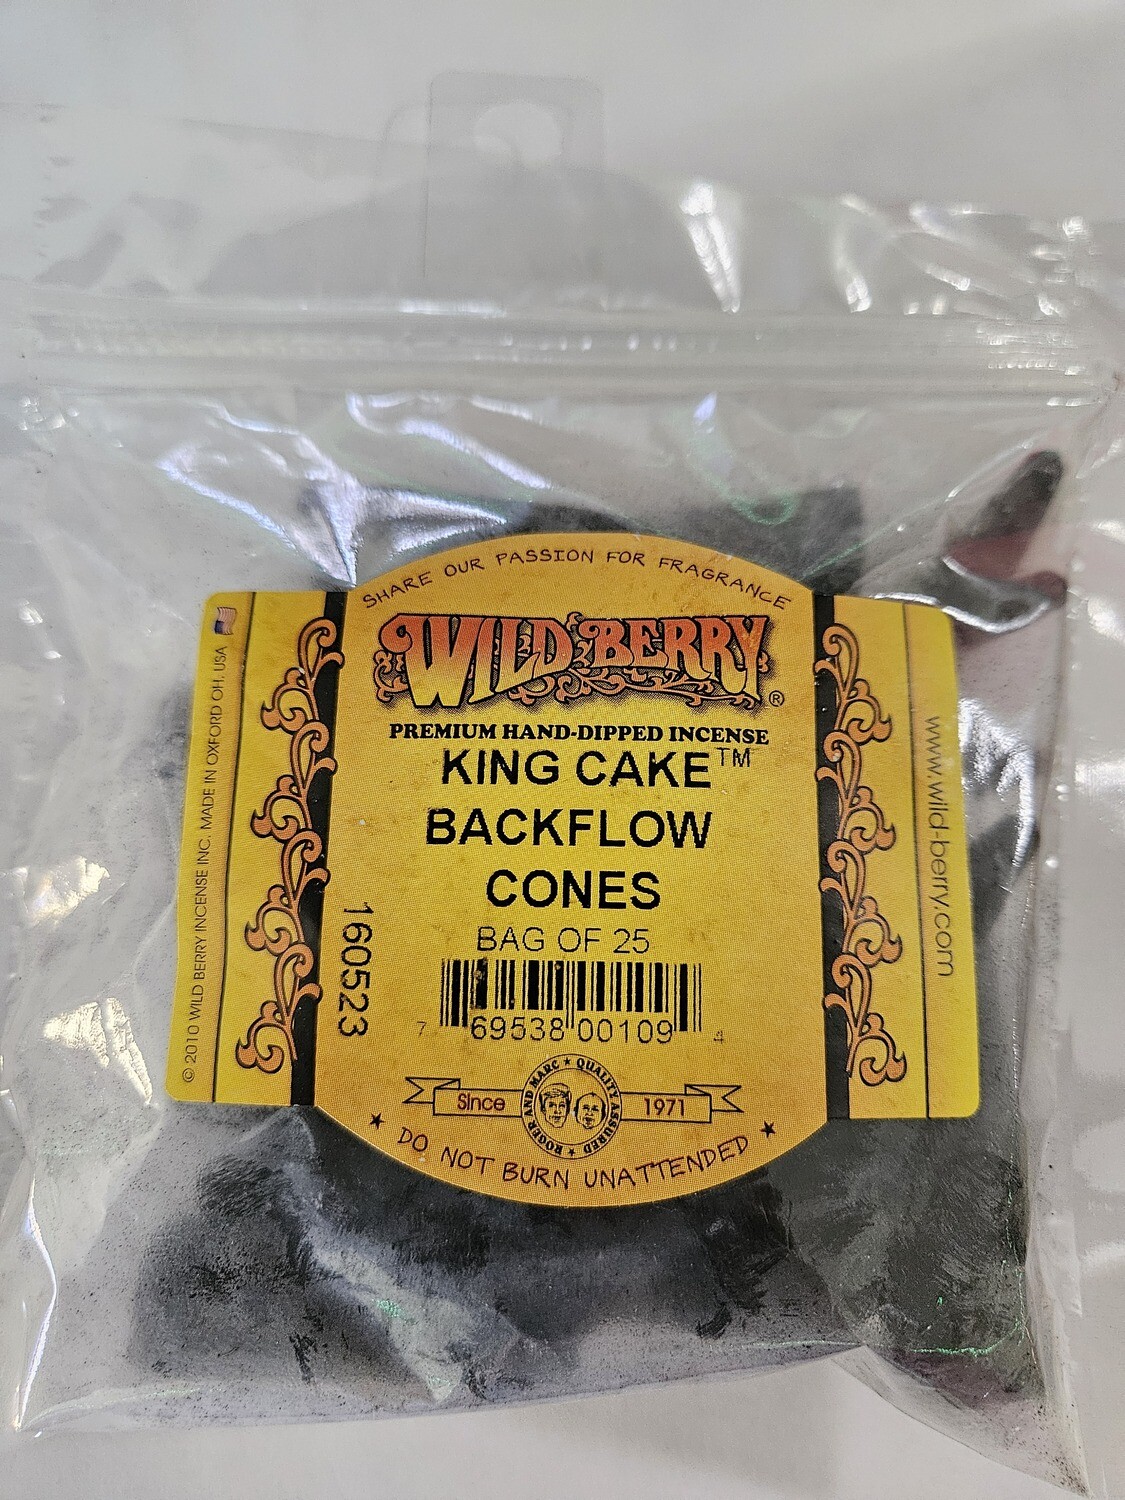 SHARE OUR PASSION FOR FRAGRANCE
WILD BERRY®
PREMIUM HAND-DIPPED INCENSE
KING CAKE™
BACKFLOW
CONES
BAG OF 25
160523
7 69538 00109 4
ROGER AND MARC ★ QUALITY ASSURED ★
Since 1971
★ DO NOT BURN UNATTENDED ★
© 2010 WILD BERRY INCENSE INC. MADE IN OXFORD OH, USA
www.wild-berry.com